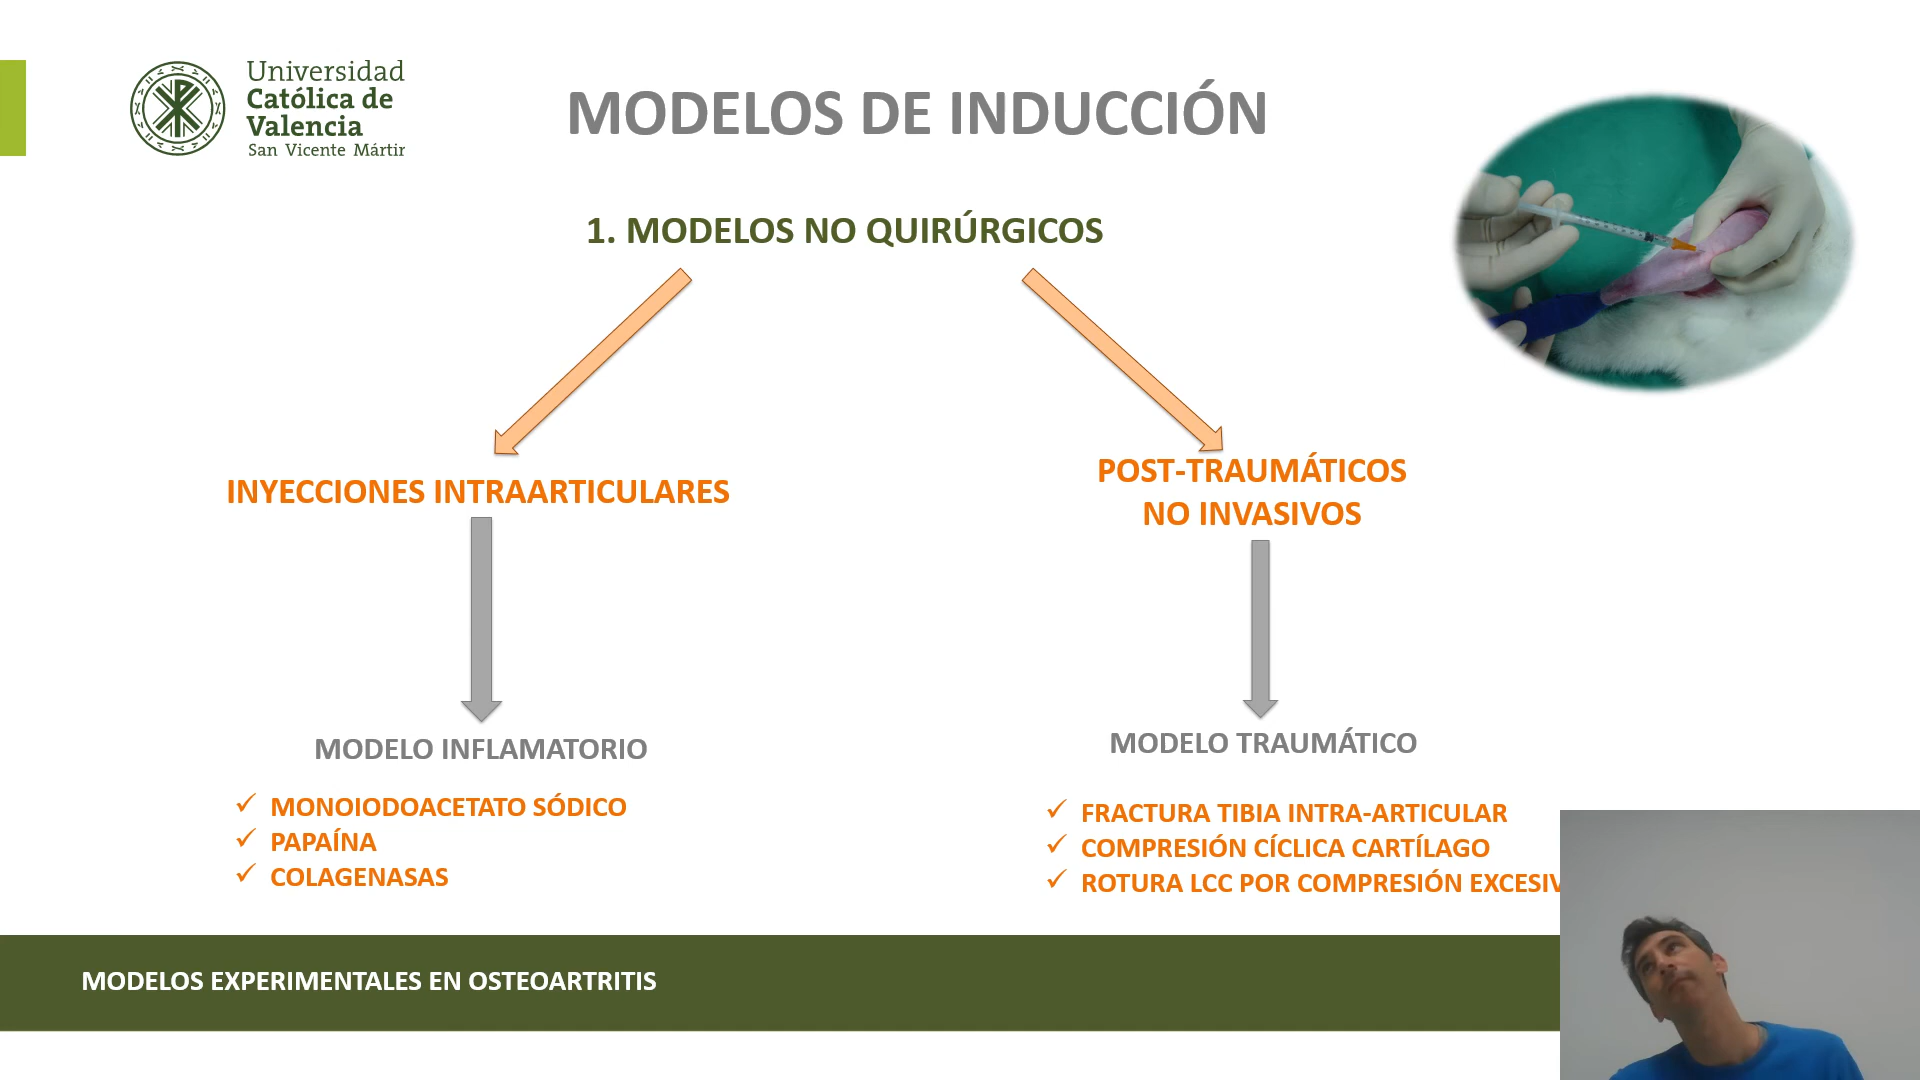 Universidad
Católica de
Valencia
San Vicente Mártir
MODELOS DE INDUCCIÓN
1. MODELOS NO QUIRÚRGICOS
INYECCIONES INTRAARTICULARES
POST-TRAUMÁTICOS
NO INVASIVOS
MODELO INFLAMATORIO
✓ MONOIODOACETATO SÓDICO
✓ PAPAÍNA
✓ COLAGENASAS
MODELO TRAUMÁTICO
✓ FRACTURA TIBIA INTRA-ARTICULAR
✓ COMPRESIÓN CÍCLICA CARTÍLAGO
✓ ROTURA LCC POR COMPRESIÓN
MODELOS EXPERIMENTALES EN OSTEOARTRITIS